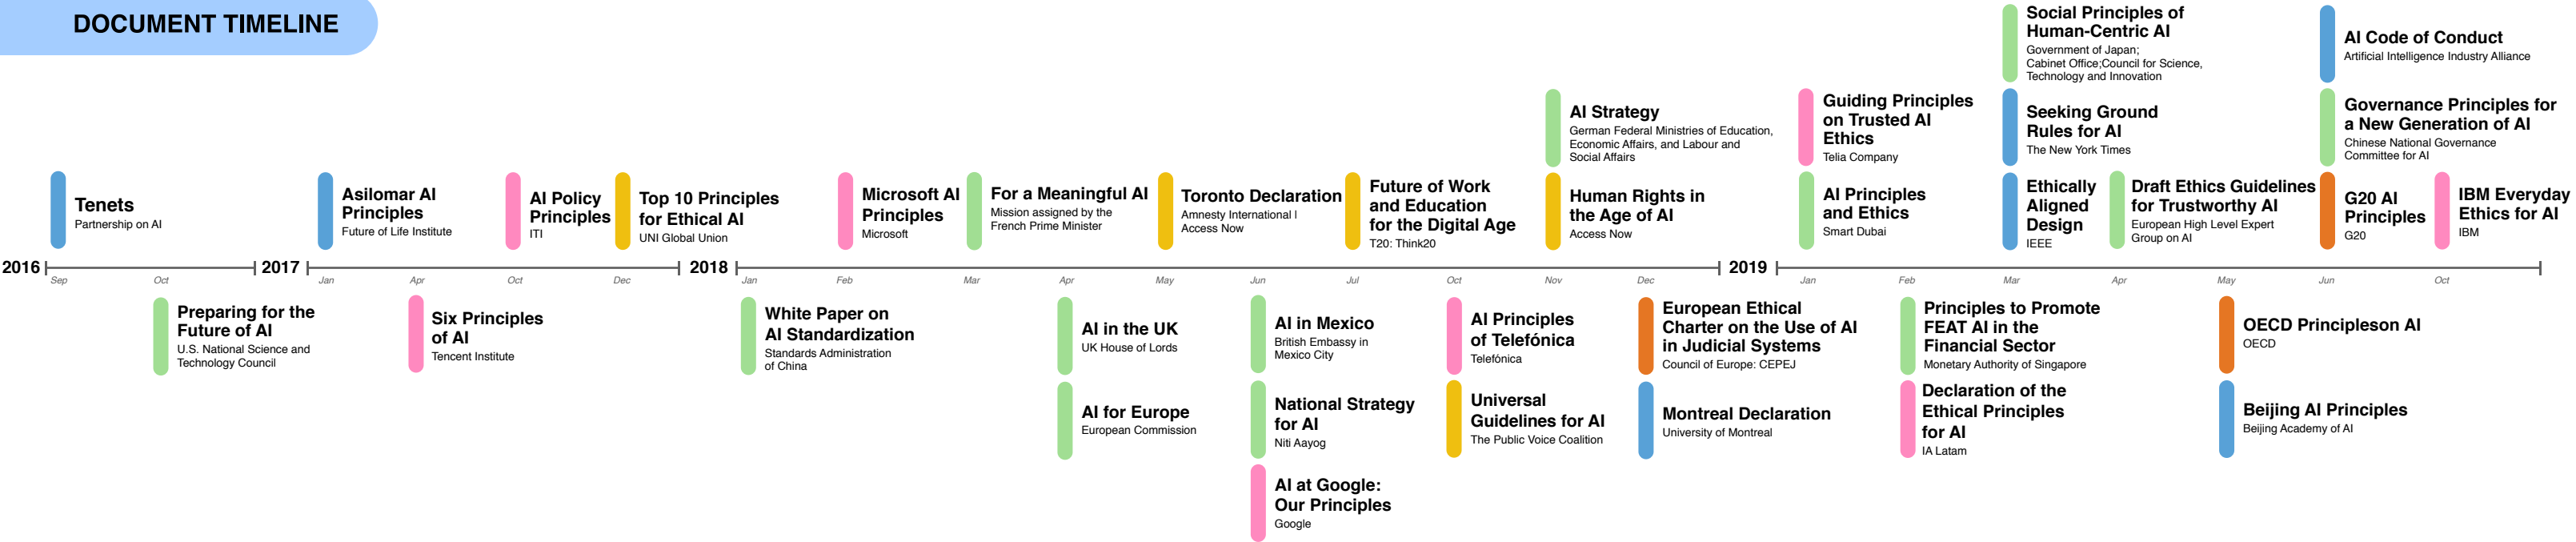 DOCUMENT TIMELINE
Social Principles of
Human-Centric AI
Government of Japan;
Cabinet Office;Council for Science,
Technology and Innovation
AI Code of Conduct
Artificial Intelligence Industry Alliance
AI Strategy
German Federal Ministries of Education,
Economic Affairs, and Labour and
Social Affairs
Guiding Principles
on Trusted AI
Ethics
Telia Company
Seeking Ground
Rules for AI
The New York Times
Governance Principles for
a New Generation of AI
Chinese National Governance
Committee for AI
Tenets
Partnership on AI
Asilomar AI
Principles
Future of Life Institute
AI Policy
Principles
ITI
Top 10 Principles
for Ethical AI
UNI Global Union
Microsoft AI
Principles
Microsoft
For a Meaningful AI
Mission assigned by the
French Prime Minister
Toronto Declaration
Amnesty International |
Access Now
Future of Work
and Education
for the Digital Age
T20: Think20
Human Rights in
the Age of AI
Access Now
AI Principles
and Ethics
Smart Dubai
Ethically
Aligned
Design
IEEE
Draft Ethics Guidelines
for Trustworthy AI
European High Level Expert
Group on AI
G20 AI
Principles
G20
IBM Everyday
Ethics for AI
IBM
2016
2017
2018
2019
Sep
Oct
Jan
Apr
Oct
Dec
Jan
Feb
Mar
Apr
May
Jun
Jul
Oct
Nov
Dec
Jan
Feb
Mar
Apr
May
Jun
Oct
Preparing for the
Future of AI
U.S. National Science and
Technology Council
Six Principles
of AI
Tencent Institute
White Paper on
AI Standardization
Standards Administration
of China
AI in the UK
UK House of Lords
AI in Mexico
British Embassy in
Mexico City
AI Principles
of Telefónica
Telefónica
European Ethical
Charter on the Use of AI
in Judicial Systems
Council of Europe: CEPEJ
Principles to Promote
FEAT AI in the
Financial Sector
Monetary Authority of Singapore
OECD Principleson AI
OECD
AI for Europe
European Commission
National Strategy
for AI
Niti Aayog
Universal
Guidelines for AI
The Public Voice Coalition
Montreal Declaration
University of Montreal
Declaration of the
Ethical Principles
for AI
IA Latam
Beijing AI Principles
Beijing Academy of AI
AI at Google:
Our Principles
Google